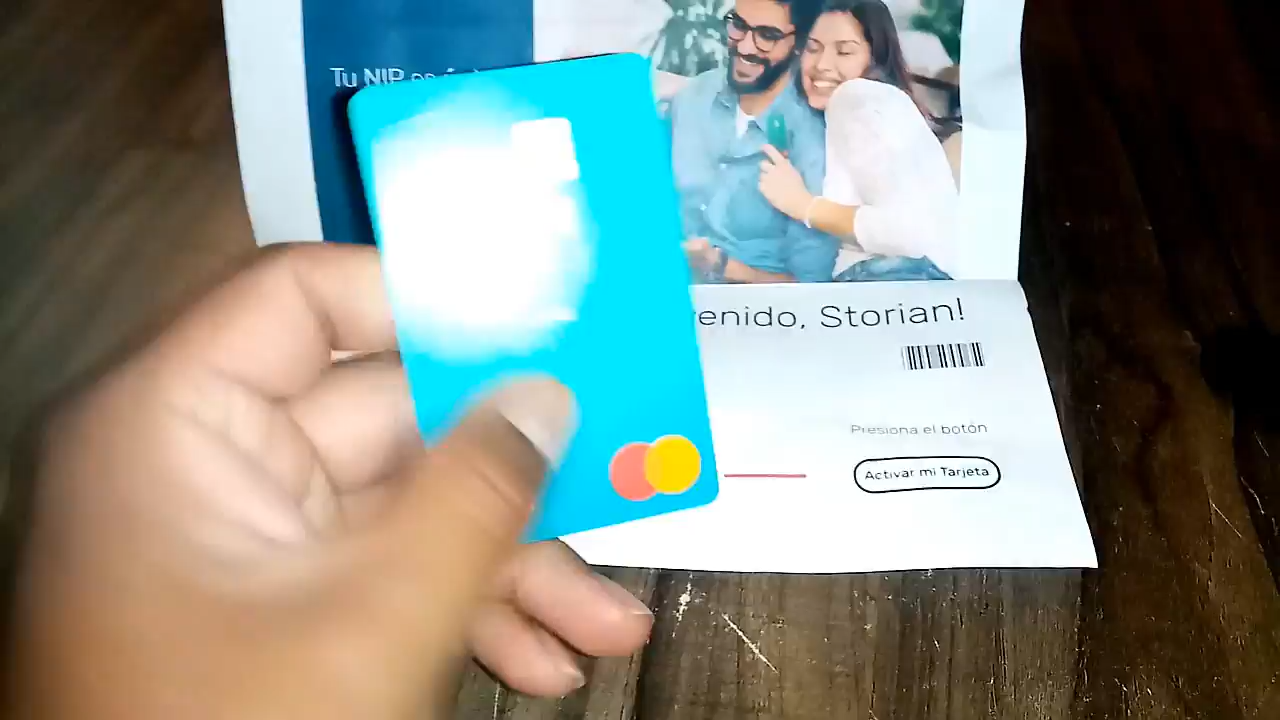 Tu NIP
venido, Storian!
Presiona el botón
Activar mi Tarjeta